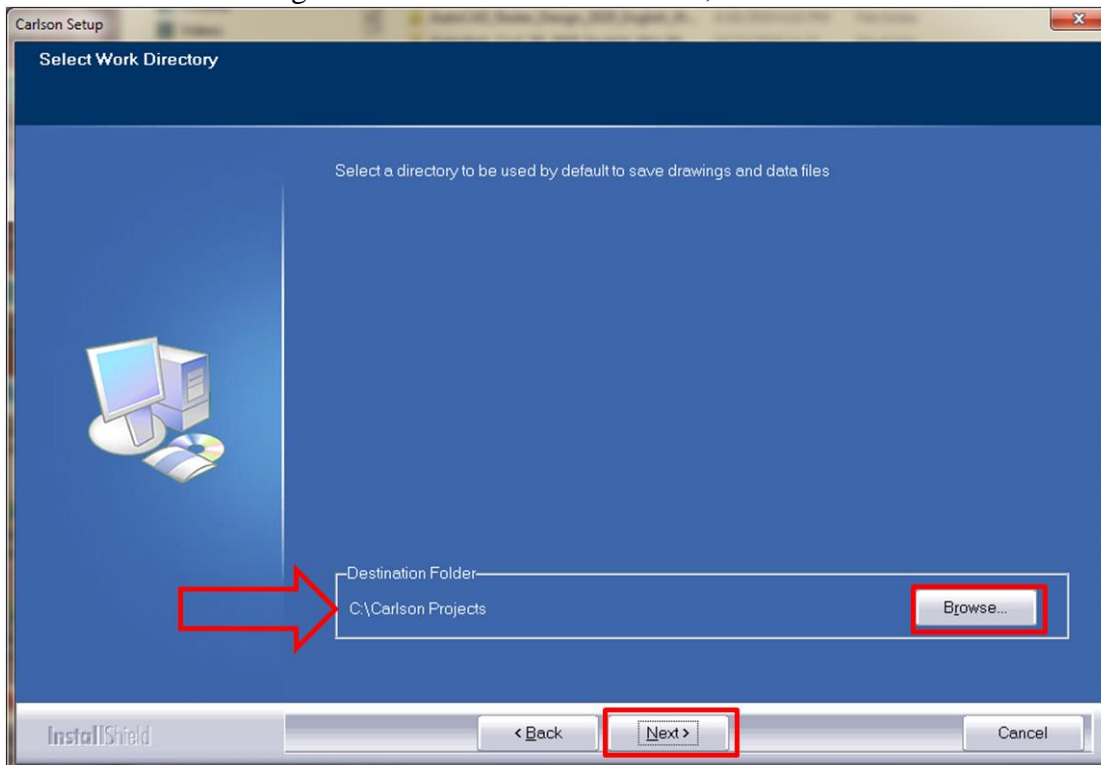 Carlson Setup
Select Work Directory
Select a directory to be used by default to save drawings and data files
Destination Folder
C:\Carlson Projects
Browse...
InstallShield
< Back
Next >
Cancel